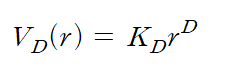 V_D(r) = K_D r^D